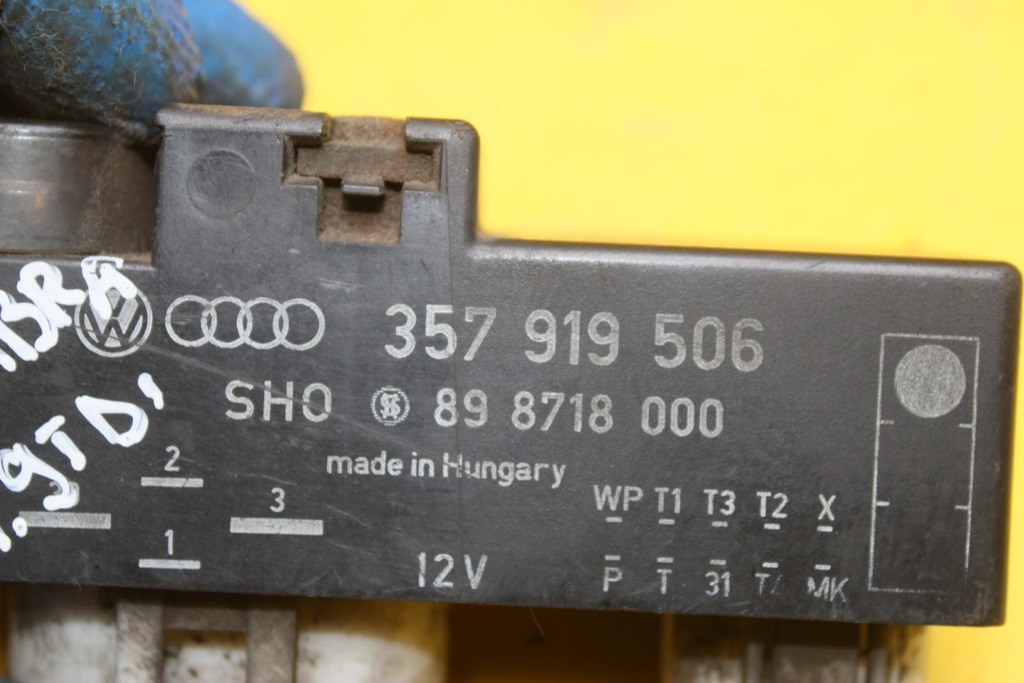 357 919 506
SHO 89 8718 000
made in Hungary
2
3
1
WP T1 T3 T2 X
12V
P T 31 MK
.9TD,